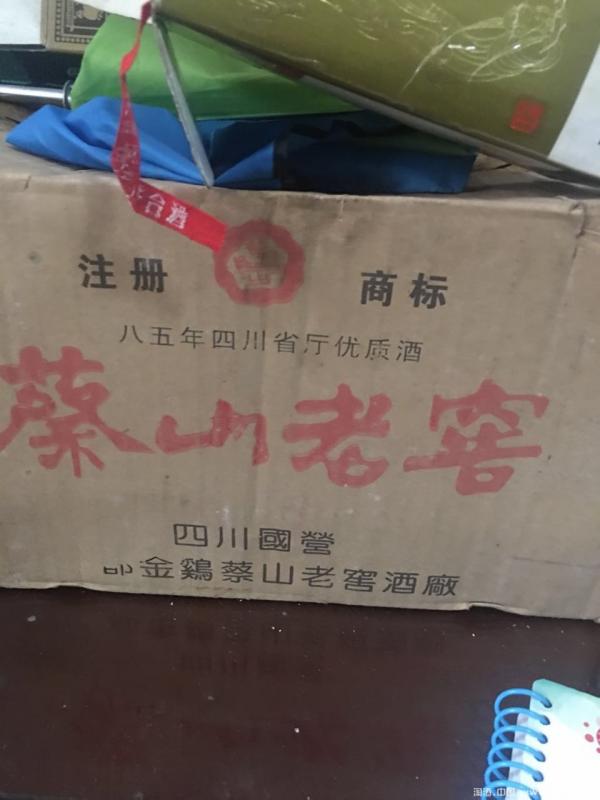 注册 商标
八五年四川省厅优质酒
蔡山老窖
四川國營
邛金鷄蔡山老窖酒廠